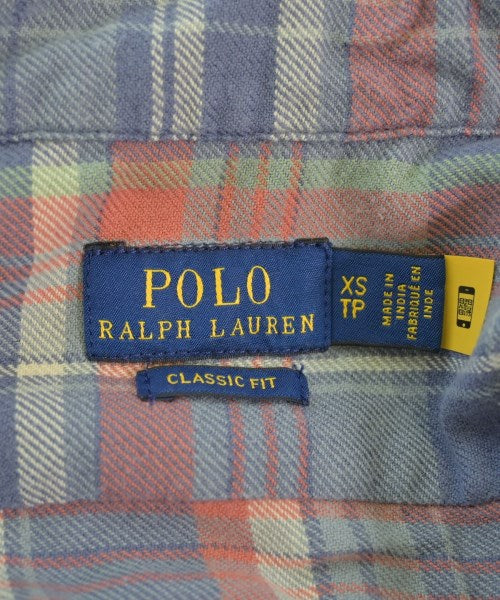 POLO
RALPH LAUREN
CLASSIC FIT
XS
TP
MADE IN
INDIA
FABRIQUÉ EN
INDE